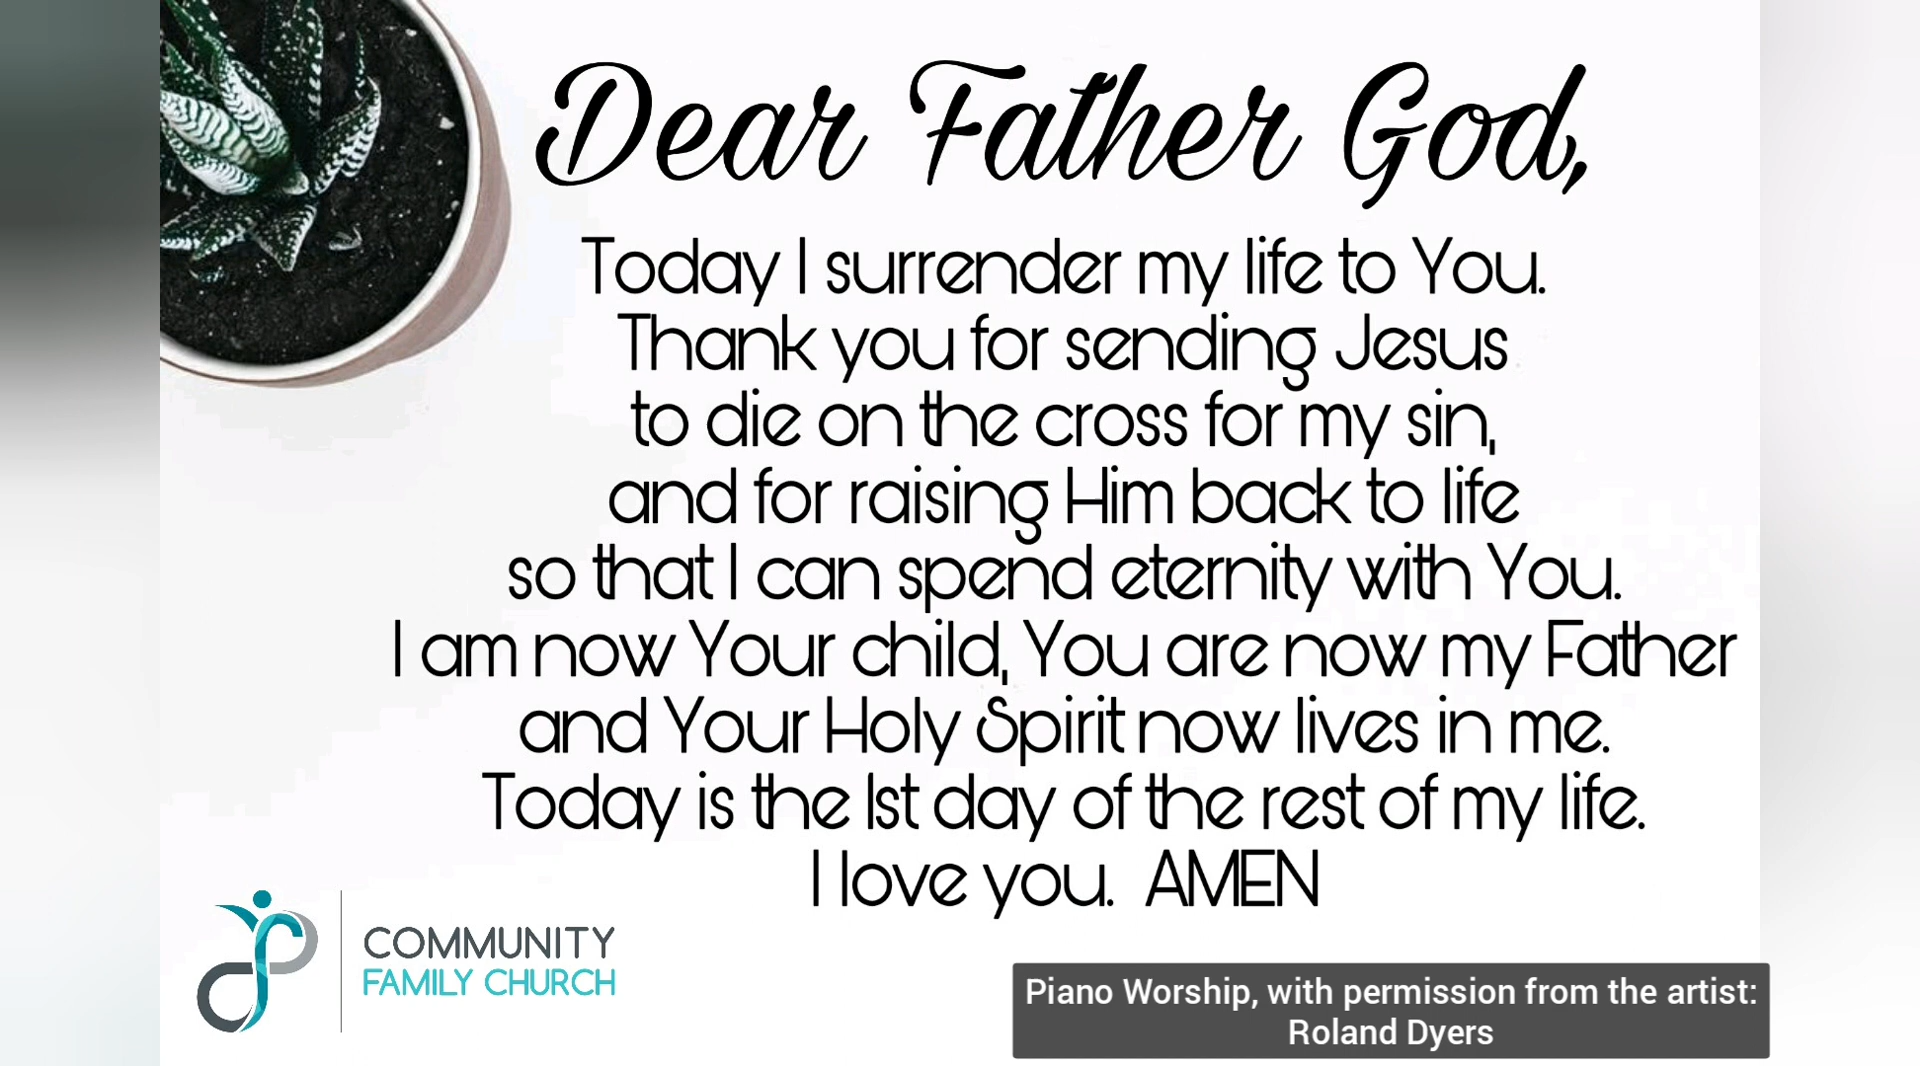 Dear Father God,
Today I surrender my life to You.
Thank you for sending Jesus
to die on the cross for my sin,
and for raising Him back to life
so that I can spend eternity with You.
I am now Your child, You are now my Father
and Your Holy Spirit now lives in me.
Today is the 1st day of the rest of my life.
I love you. AMEN
COMMUNITY
FAMILY CHURCH
Piano Worship, with permission from the artist:
Roland Dyers